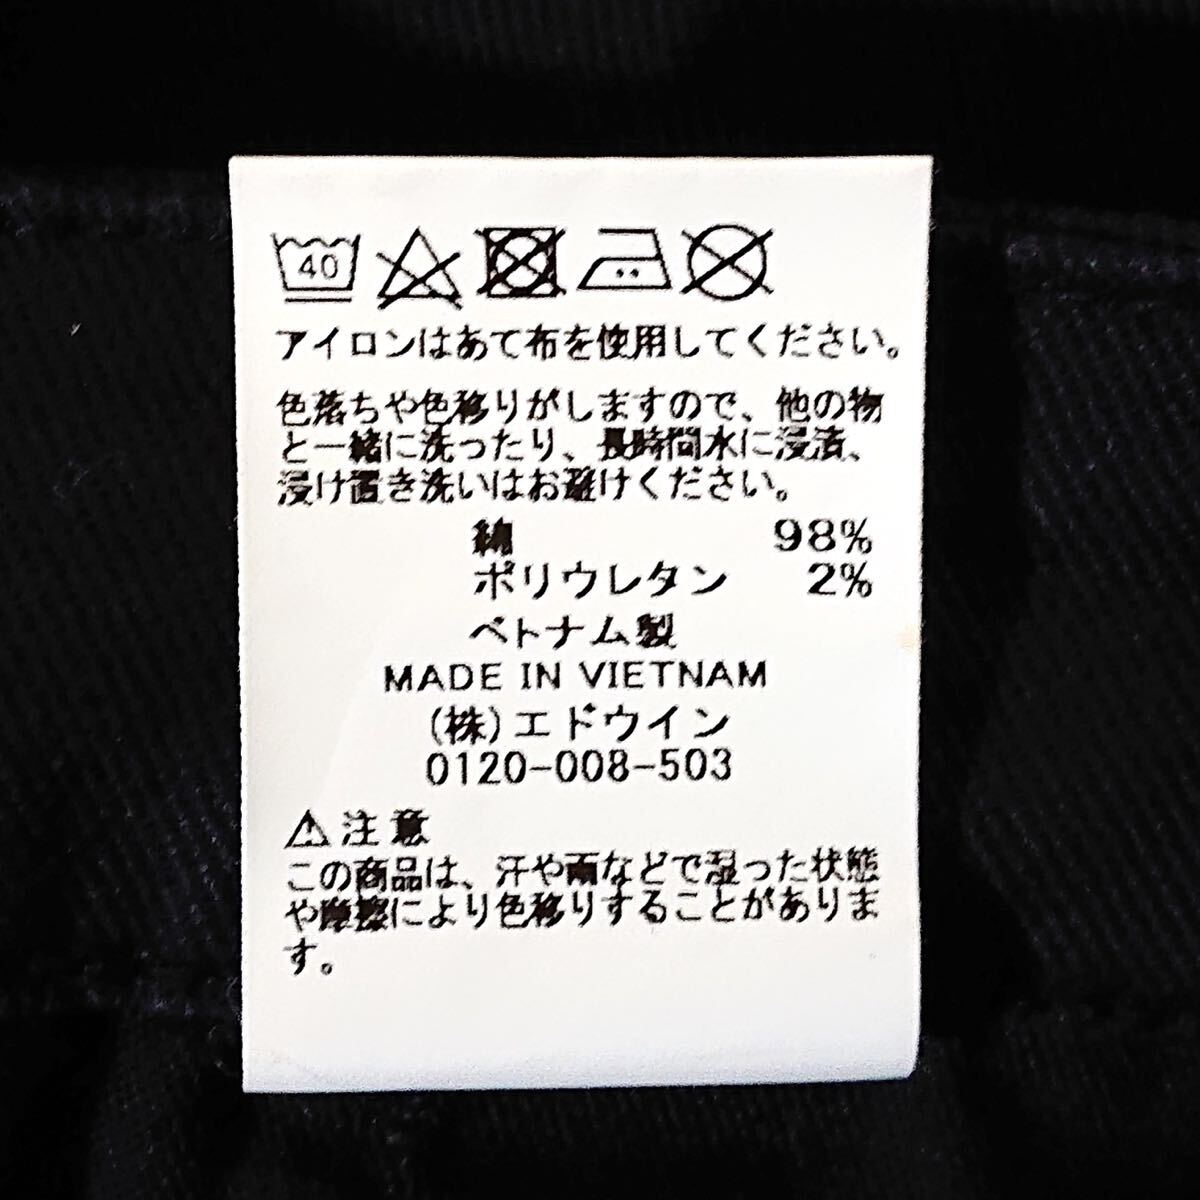 40
アイロンはあて布を使用してください。
色落ちや色移りがしますので、他の物
と一緒に洗ったり、長時間水に浸漬、
浸け置き洗いはお避けください。
綿 98%
ポリウレタン 2%
ベトナム製
MADE IN VIETNAM
(株)エドウイン
0120-008-503
⚠注意
この商品は、汗や雨などで湿った状態
や摩擦により色移りすることがありま
す。